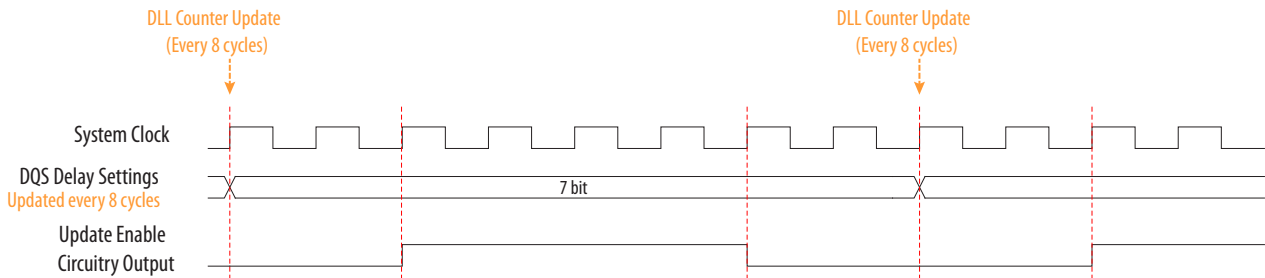 DLL Counter Update
(Every 8 cycles)
DLL Counter Update
(Every 8 cycles)
System Clock
DQS Delay Settings
Updated every 8 cycles
7 bit
Update Enable
Circuitry Output